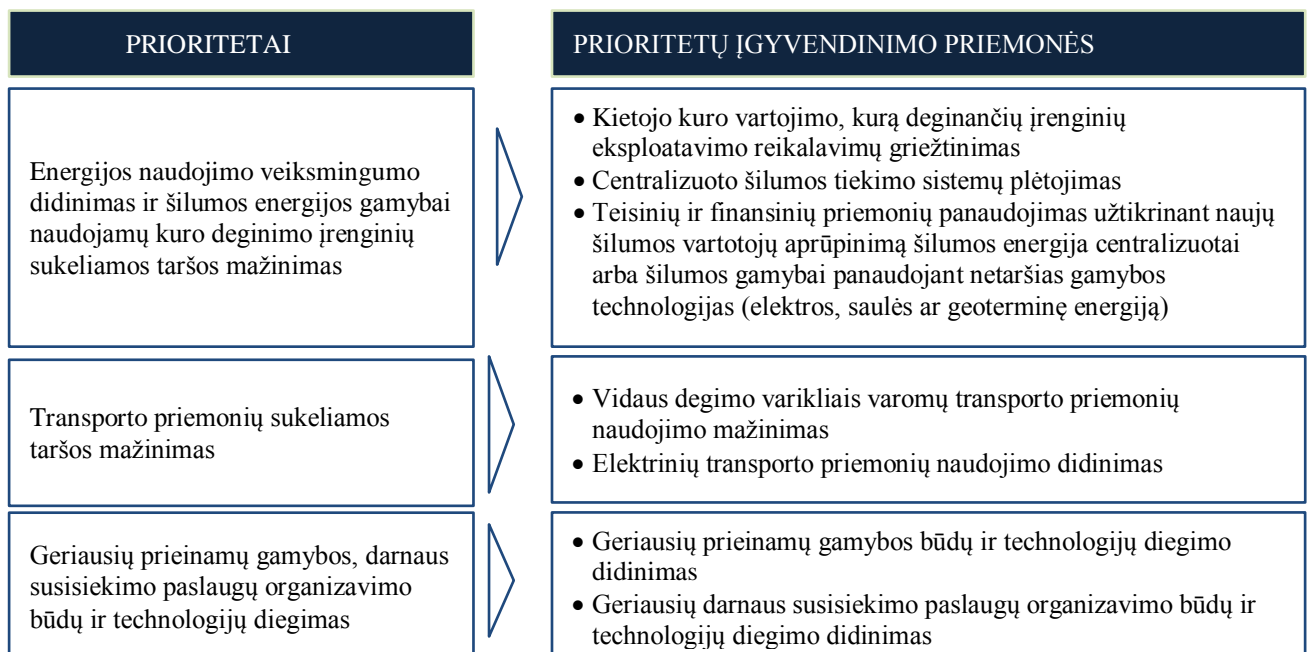 PRIORITETAI
PRIORITETŲ ĮGYVENDINIMO PRIEMONĖS
Energijos naudojimo veiksmingumo
didinimas ir šilumos energijos gamybai
naudojamų kuro deginimo įrenginių
sukeliamos taršos mažinimas
• Kietojo kuro vartojimo, kurą deginančių įrenginių
eksploatavimo reikalavimų griežtinimas
• Centralizuoto šilumos tiekimo sistemų plėtojimas
• Teisinių ir finansinių priemonių panaudojimas užtikrinant naujų
šilumos vartotojų aprūpinimą šilumos energija centralizuotai
arba šilumos gamybai panaudojant netaršias gamybos
technologijas (elektros, saulės ar geoterminę energiją)
Transporto priemonių sukeliamos
taršos mažinimas
• Vidaus degimo varikliais varomų transporto priemonių
naudojimo mažinimas
• Elektrinių transporto priemonių naudojimo didinimas
Geriausių prieinamų gamybos, darnaus
susisiekimo paslaugų organizavimo
būdų ir technologijų diegimas
• Geriausių prieinamų gamybos būdų ir technologijų diegimo
didinimas
• Geriausių darnaus susisiekimo paslaugų organizavimo būdų ir
technologijų diegimo didinimas